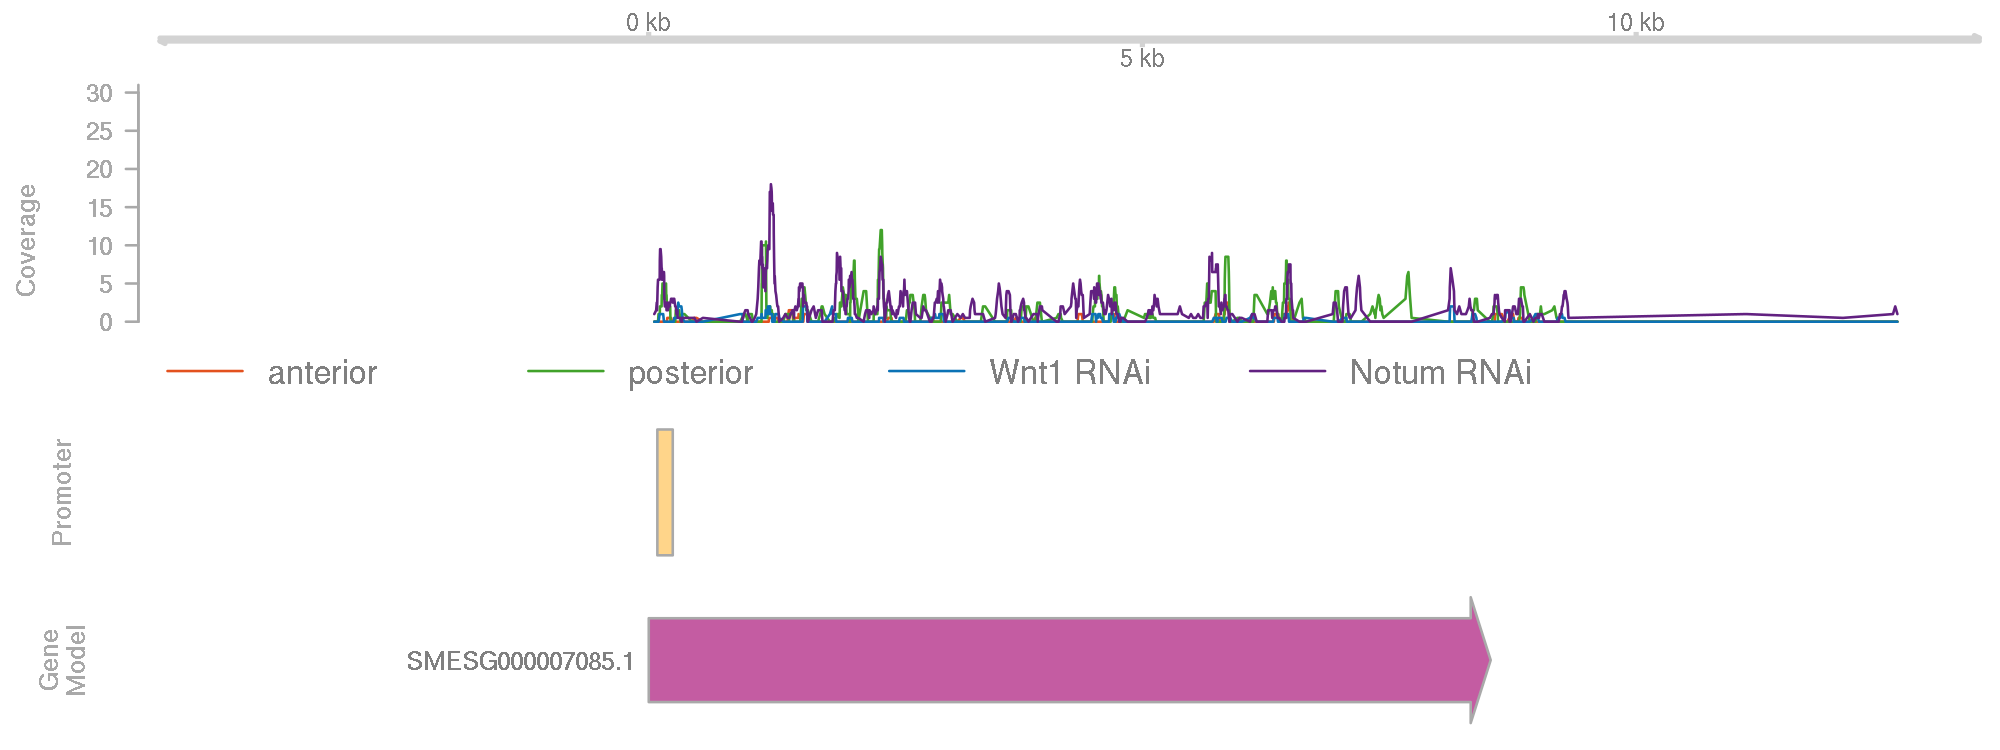 0 kb
10 kb
5 kb
30
25
20
15
10
5
0
Coverage
anterior posterior Wnt1 RNAi Notum RNAi
Promoter
Gene
Model
SMESG000007085.1